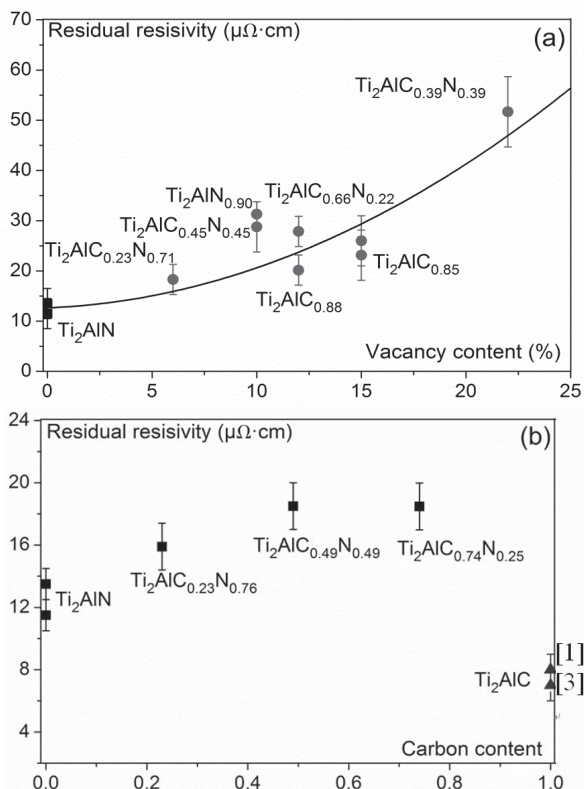 70
Residual resisivity (μΩ·cm)
(a)
60
Ti₂AlC₀.₃₉N₀.₃₉
50
40
Ti₂AlN₀.₉₀ Ti₂AlC₀.₆₆N₀.₂₂
30
Ti₂AlC₀.₄₅N₀.₄₅
Ti₂AlC₀.₂₃N₀.₇₁
20
Ti₂AlC₀.₈₅
Ti₂AlC₀.₈₈
10
Ti₂AlN
Vacancy content (%)
0
0 5 10 15 20 25
24
Residual resisivity (μΩ·cm)
(b)
20
Ti₂AlC₀.₄₉N₀.₄₉ Ti₂AlC₀.₇₄N₀.₂₅
16
Ti₂AlC₀.₂₃N₀.₇₆
Ti₂AlN
12
[1]
8
Ti₂AlC [3]
4
Carbon content
0.0 0.2 0.4 0.6 0.8 1.0